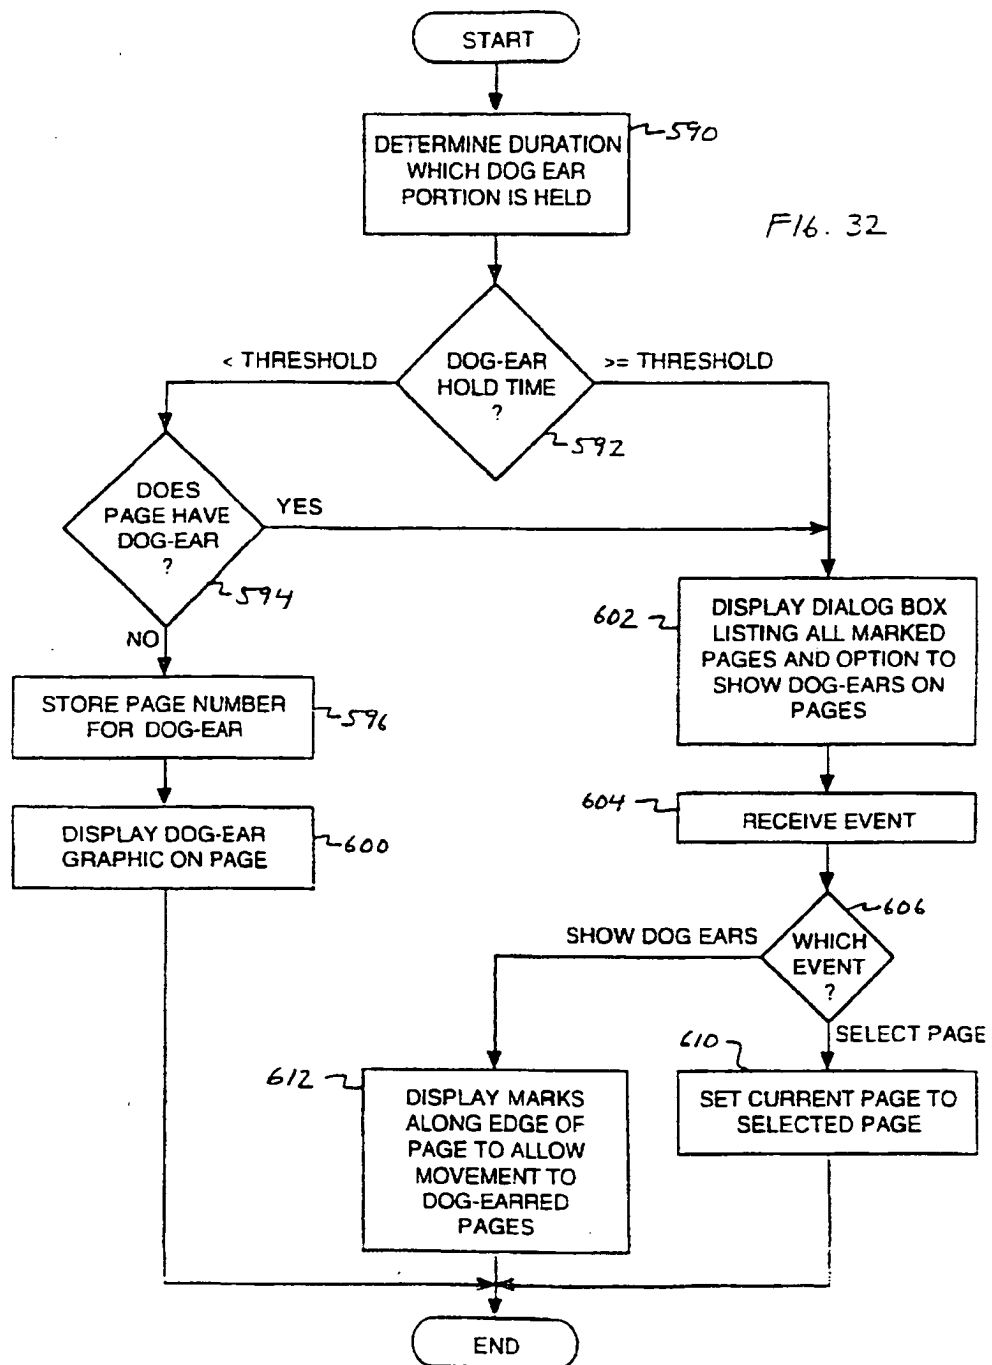 START
DETERMINE DURATION
WHICH DOG EAR
PORTION IS HELD
590
FIG. 32
< THRESHOLD
DOG-EAR
HOLD TIME
?
>= THRESHOLD
592
DOES
PAGE HAVE
DOG-EAR
?
YES
594
NO
STORE PAGE NUMBER
FOR DOG-EAR
596
DISPLAY DOG-EAR
GRAPHIC ON PAGE
600
602
DISPLAY DIALOG BOX
LISTING ALL MARKED
PAGES AND OPTION TO
SHOW DOG-EARS ON
PAGES
604
RECEIVE EVENT
606
SHOW DOG EARS
WHICH
EVENT
?
SELECT PAGE
610
SET CURRENT PAGE TO
SELECTED PAGE
612
DISPLAY MARKS
ALONG EDGE OF
PAGE TO ALLOW
MOVEMENT TO
DOG-EARRED
PAGES
END